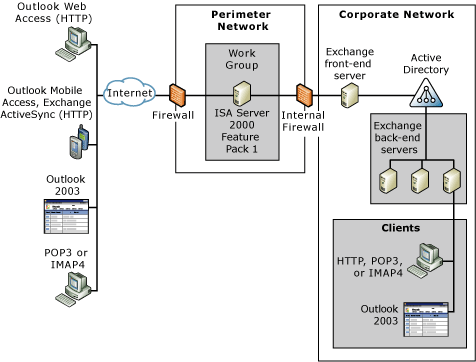 Outlook Web
Access (HTTP)
Outlook Mobile
Access, Exchange
ActiveSync (HTTP)
Outlook
2003
POP3 or
IMAP4
Internet
Firewall
Perimeter
Network
Work
Group
ISA Server
2000
Feature
Pack 1
Internal
Firewall
Corporate Network
Exchange
front-end
server
Active
Directory
Exchange
back-end
servers
Clients
HTTP, POP3,
or IMAP4
Outlook
2003